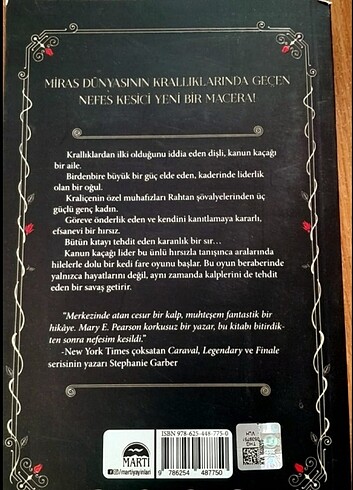 MİRAS DÜNYASININ KRALLIKLARINDA GEÇEN
NEFES KESİCİ YENİ BİR MACERA!
Krallıklardan ilki olduğunu iddia eden dişli, kanun kaçağı
bir aile.
Birdenbire büyük bir güç elde eden, kaderinde liderlik
olan bir oğul.
Kraliçenin özel muhafızları Rahtan şövalyelerinden üç
güçlü genç kadın.
Göreve önderlik eden ve kendini kanıtlamaya kararlı,
efsanevi bir hırsız.
Bütün kıtayı tehdit eden karanlık bir sır...
Kanun kaçağı lider bu ünlü hırsızla tanışınca aralarında
hilelerle dolu bir kedi fare oyunu başlar. Bu oyun beraberinde
yalnızca hayatlarını değil, aynı zamanda kalplerini de tehdit
eden bir savaş getirir.
"Merkezinde atan cesur bir kalp, muhteşem fantastik bir
hikâye. Mary E. Pearson korkusuz bir yazar, bu kitabı bitirdik-
ten sonra nefesim kesildi."
-New York Times çoksatan Caraval, Legendary ve Finale
serisinin yazarı Stephanie Garber
ISBN 978-625-448-775-0
MARTI
/martiyayinlari
9 786254 487750